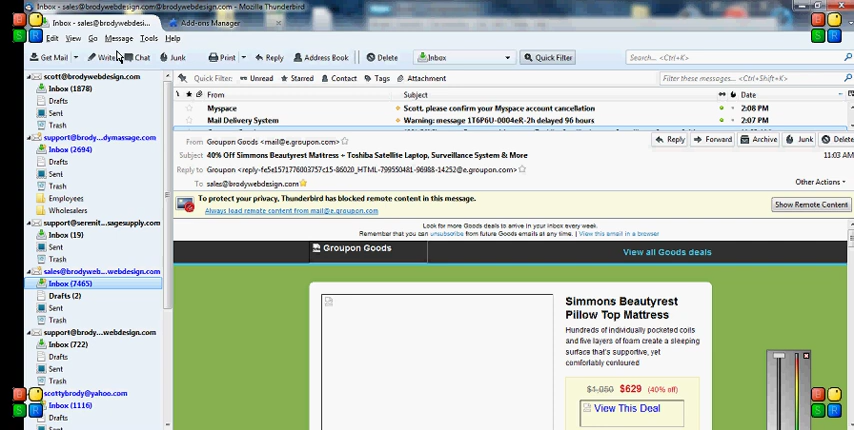 Inbox - sales@brodywebdesign.com@brodywebdesign.com - Mozilla Thunderbird
Inbox - sales@brodywebdesi... Add-ons Manager
Edit View Go Message Tools Help
Get Mail Write Chat Junk Print Reply Address Book Delete Inbox Quick Filter Search... <Ctrl+K>
scott@brodywebdesign.com
Inbox (1878)
Drafts
Sent
Trash
support@brod...dymassage.com
Inbox (2694)
Drafts
Sent
Trash
Employees
Wholesalers
support@sermit...sagesupply.com
Inbox (19)
Sent
Trash
sales@brodyweb...webdesign.com
Inbox (7465)
Drafts (2)
Sent
Trash
support@brody...webdesign.com
Inbox (722)
Drafts
Sent
Trash
scottybrody@yahoo.com
Inbox (1116)
Drafts
Quick Filter: Unread Starred Contact Tags Attachment Filter these messages... <Ctrl+Shift+K>
From Subject Date
Myspace Scott, please confirm your Myspace account cancellation 2:08 PM
Mail Delivery System Warning: message 1T6P6U-0004eR-2h delayed 96 hours 2:07 PM
From Groupon Goods <mail@e.groupon.com> Reply Forward Archive Junk Delete
Subject 40% Off Simmons Beautyrest Mattress + Toshiba Satellite Laptop, Surveillance System & More 11:03 AM
Reply to Groupon <reply-fe5e1571776003757c15-86020_HTML-799550481-96988-14252@e.groupon.com>
To sales@brodywebdesign.com Other Actions
To protect your privacy, Thunderbird has blocked remote content in this message. Show Remote Content
Always load remote content from mail@e.groupon.com
Look for more Goods deals to arrive in your inbox every week.
Remember that you can unsubscribe from future Goods emails at any time. | View this email in a browser.
Groupon Goods View all Goods deals
Simmons Beautyrest
Pillow Top Mattress
Hundreds of individually pocketed coils
and five layers of foam create a sleeping
surface that's supportive, yet
comfortably contoured
$1,050 $629 (40% off)
View This Deal
B
S R
B
S R
B
S R
B
S R